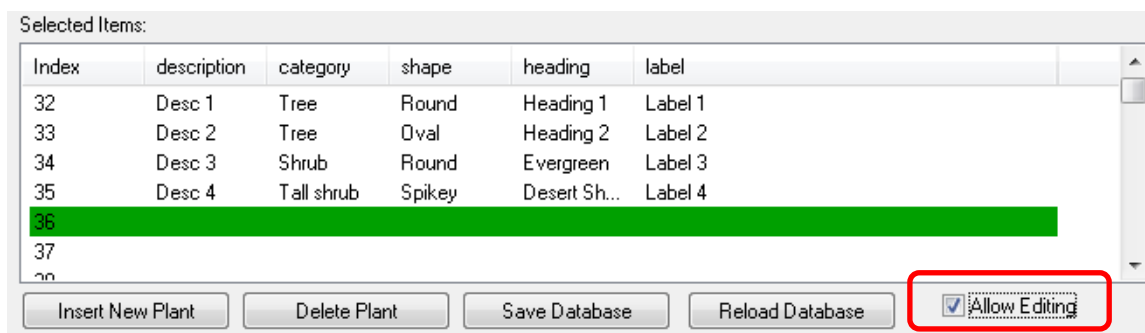 Selected Items:
Index description category shape heading label
32 Desc 1 Tree Round Heading 1 Label 1
33 Desc 2 Tree Oval Heading 2 Label 2
34 Desc 3 Shrub Round Evergreen Label 3
35 Desc 4 Tall shrub Spikey Desert Sh... Label 4
36
37
Insert New Plant Delete Plant Save Database Reload Database Allow Editing